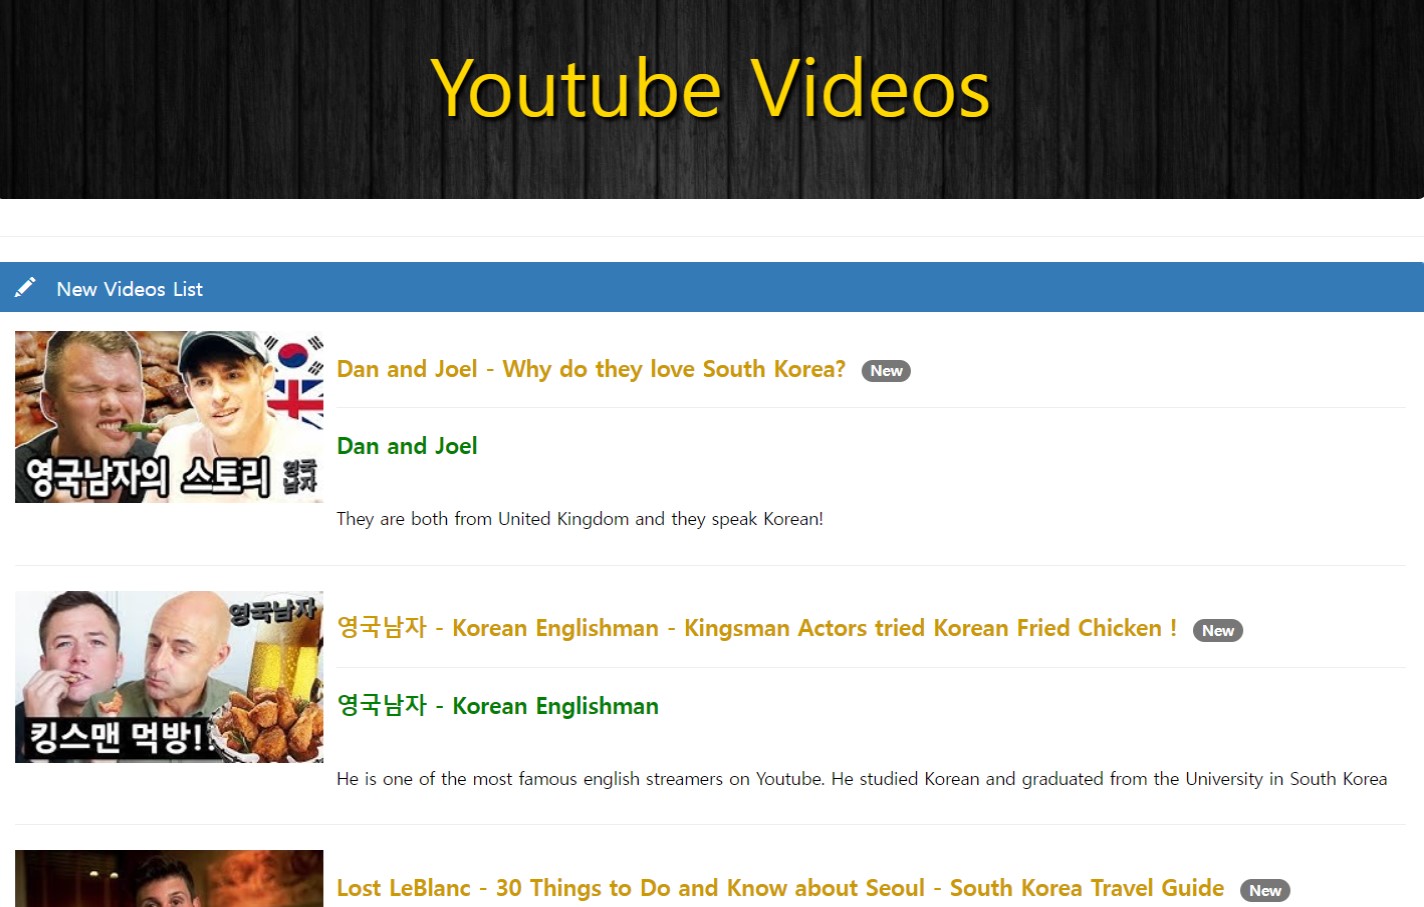 Youtube Videos
New Videos List
영국남자의 스토리
영국
남자
Dan and Joel - Why do they love South Korea? New
Dan and Joel
They are both from United Kingdom and they speak Korean!
영국남자
킹스맨 먹방!!
영국남자 - Korean Englishman - Kingsman Actors tried Korean Fried Chicken ! New
영국남자 - Korean Englishman
He is one of the most famous english streamers on Youtube. He studied Korean and graduated from the University in South Korea
Lost LeBlanc - 30 Things to Do and Know about Seoul - South Korea Travel Guide New